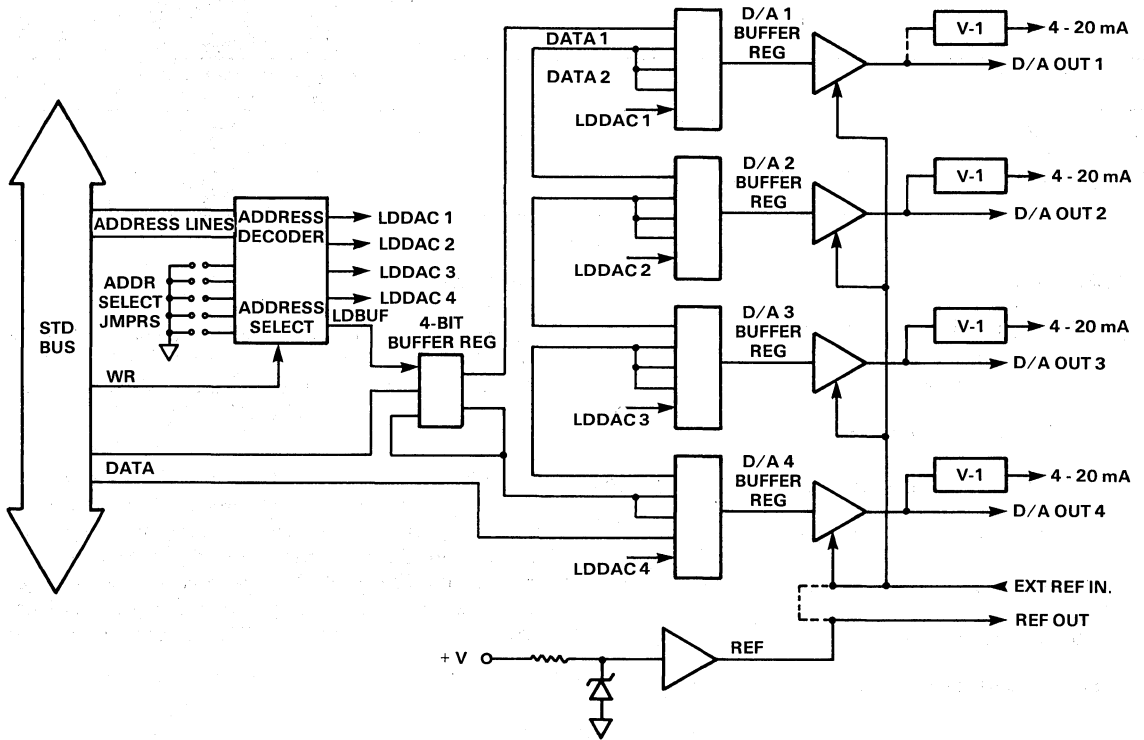 D/A 1
BUFFER
REG
V-1
4 - 20 mA
D/A OUT 1
DATA 1
DATA 2
LDDAC 1
D/A 2
BUFFER
REG
V-1
4 - 20 mA
D/A OUT 2
LDDAC 2
ADDRESS LINES
ADDRESS
DECODER
LDDAC 1
LDDAC 2
LDDAC 3
LDDAC 4
ADDR
SELECT
JMPRS
ADDRESS
SELECT
LDBUF
4-BIT
BUFFER REG
STD
BUS
WR
DATA
D/A 3
BUFFER
REG
V-1
4 - 20 mA
D/A OUT 3
LDDAC 3
D/A 4
BUFFER
REG
V-1
4 - 20 mA
D/A OUT 4
LDDAC 4
EXT REF IN.
REF OUT
+ V
REF